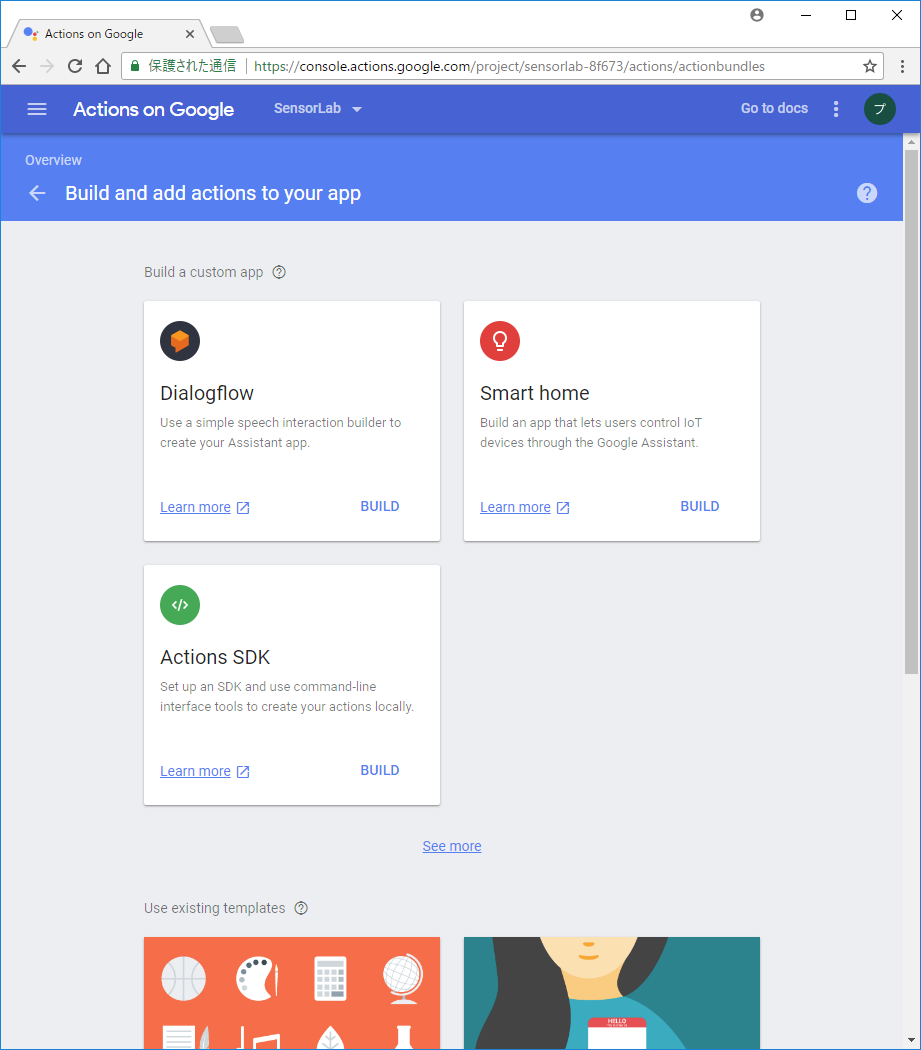 Actions on Google
保護された通信 https://console.actions.google.com/project/sensorlab-8f673/actions/actionbundles
Actions on Google SensorLab Go to docs プ
Overview
Build and add actions to your app ?
Build a custom app ?
Dialogflow
Use a simple speech interaction builder to
create your Assistant app.
Learn more BUILD
Smart home
Build an app that lets users control IoT
devices through the Google Assistant.
Learn more BUILD
</>
Actions SDK
Set up an SDK and use command-line
interface tools to create your actions locally.
Learn more BUILD
See more
Use existing templates ?
HELLO